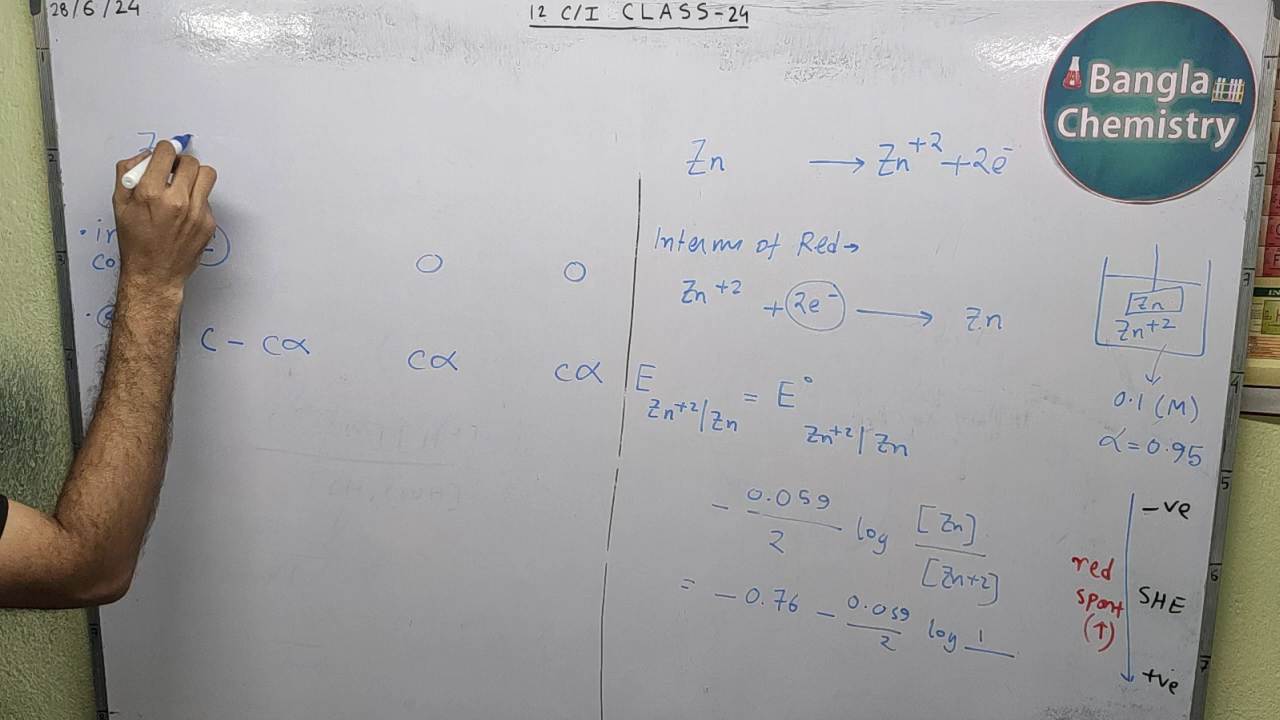 28/6/24
12 C/I CLASS-24
Bangla
Chemistry
Z
O O
C - Cα Cα Cα
Zn → Zn+2 + 2e-
Interms of Red→
Zn+2 + 2e- → Zn
E Zn+2/Zn = E° Zn+2/Zn
- 0.059/2 log [Zn]/[Zn+2]
= - 0.76 - 0.059/2 log 1/
Zn
Zn+2
0.1 (M)
α = 0.95
-ve
red
spont
(↑)
SHE
+ve